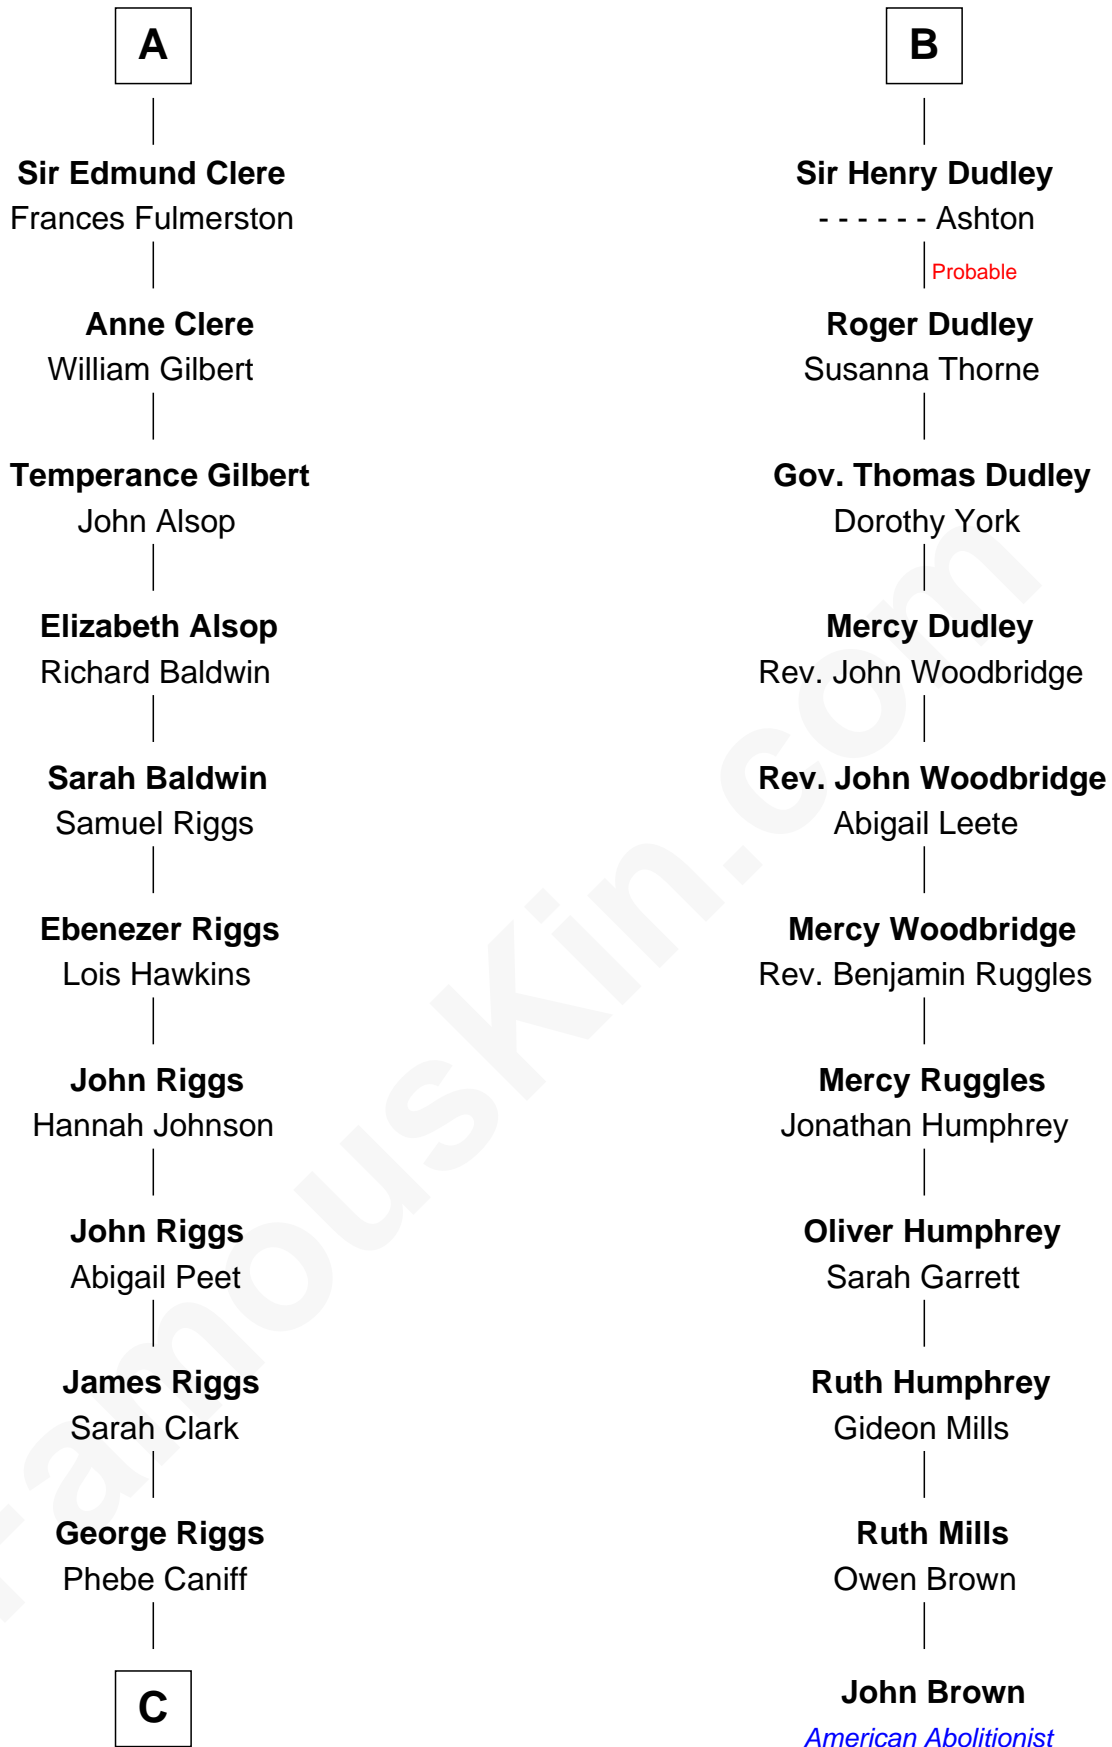 A
Sir Edmund Clere
Frances Fulmerston
Anne Clere
William Gilbert
Temperance Gilbert
John Alsop
Elizabeth Alsop
Richard Baldwin
Sarah Baldwin
Samuel Riggs
Ebenezer Riggs
Lois Hawkins
John Riggs
Hannah Johnson
John Riggs
Abigail Peet
James Riggs
Sarah Clark
George Riggs
Phebe Caniff
C
B
Sir Henry Dudley
- - - - - - Ashton
Probable
Roger Dudley
Susanna Thorne
Gov. Thomas Dudley
Dorothy York
Mercy Dudley
Rev. John Woodbridge
Rev. John Woodbridge
Abigail Leete
Mercy Woodbridge
Rev. Benjamin Ruggles
Mercy Ruggles
Jonathan Humphrey
Oliver Humphrey
Sarah Garrett
Ruth Humphrey
Gideon Mills
Ruth Mills
Owen Brown
John Brown
American Abolitionist
FamousKin.com